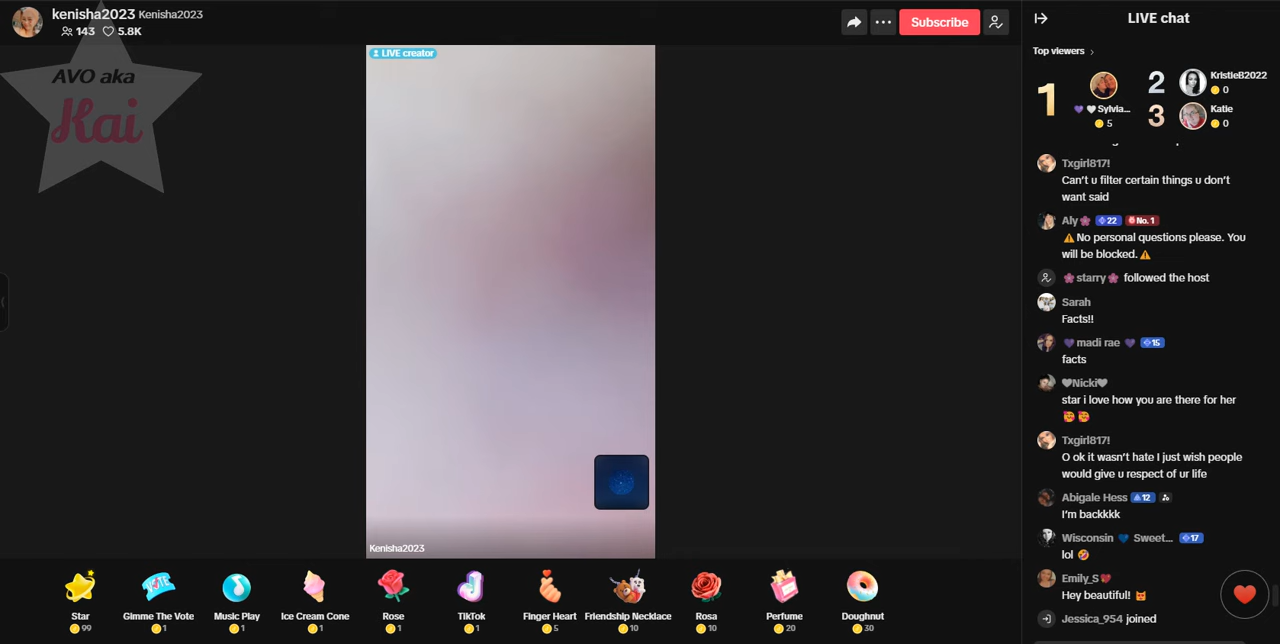 kenisha2023 Kenisha2023
143 5.8K
Subscribe
AVO aka
Kai
LIVE creator
Kenisha2023
Star
99
Gimme The Vote
1
Music Play
1
Ice Cream Cone
1
Rose
1
TikTok
1
Finger Heart
5
Friendship Necklace
10
Rosa
10
Perfume
20
Doughnut
30
LIVE chat
Top viewers
1
💜🤍Sylvia...
5
2
KristieB2022
0
3
Katie
0
Txgirl817!
Can't u filter certain things u don't
want said
Aly🌸 22 No. 1
⚠️No personal questions please. You
will be blocked.⚠️
🌸starry🌸 followed the host
Sarah
Facts!!
💜madi rae 💜 15
facts
🩶Nicki🩶
star i love how you are there for her
🥰 🥰
Txgirl817!
O ok it wasn't hate I just wish people
would give u respect of ur life
Abigale Hess 12
I'm backkkk
Wisconsin 💙 Sweet... 17
lol 🤣
Emily_S❤️
Hey beautiful! 😼
Jessica_954 joined